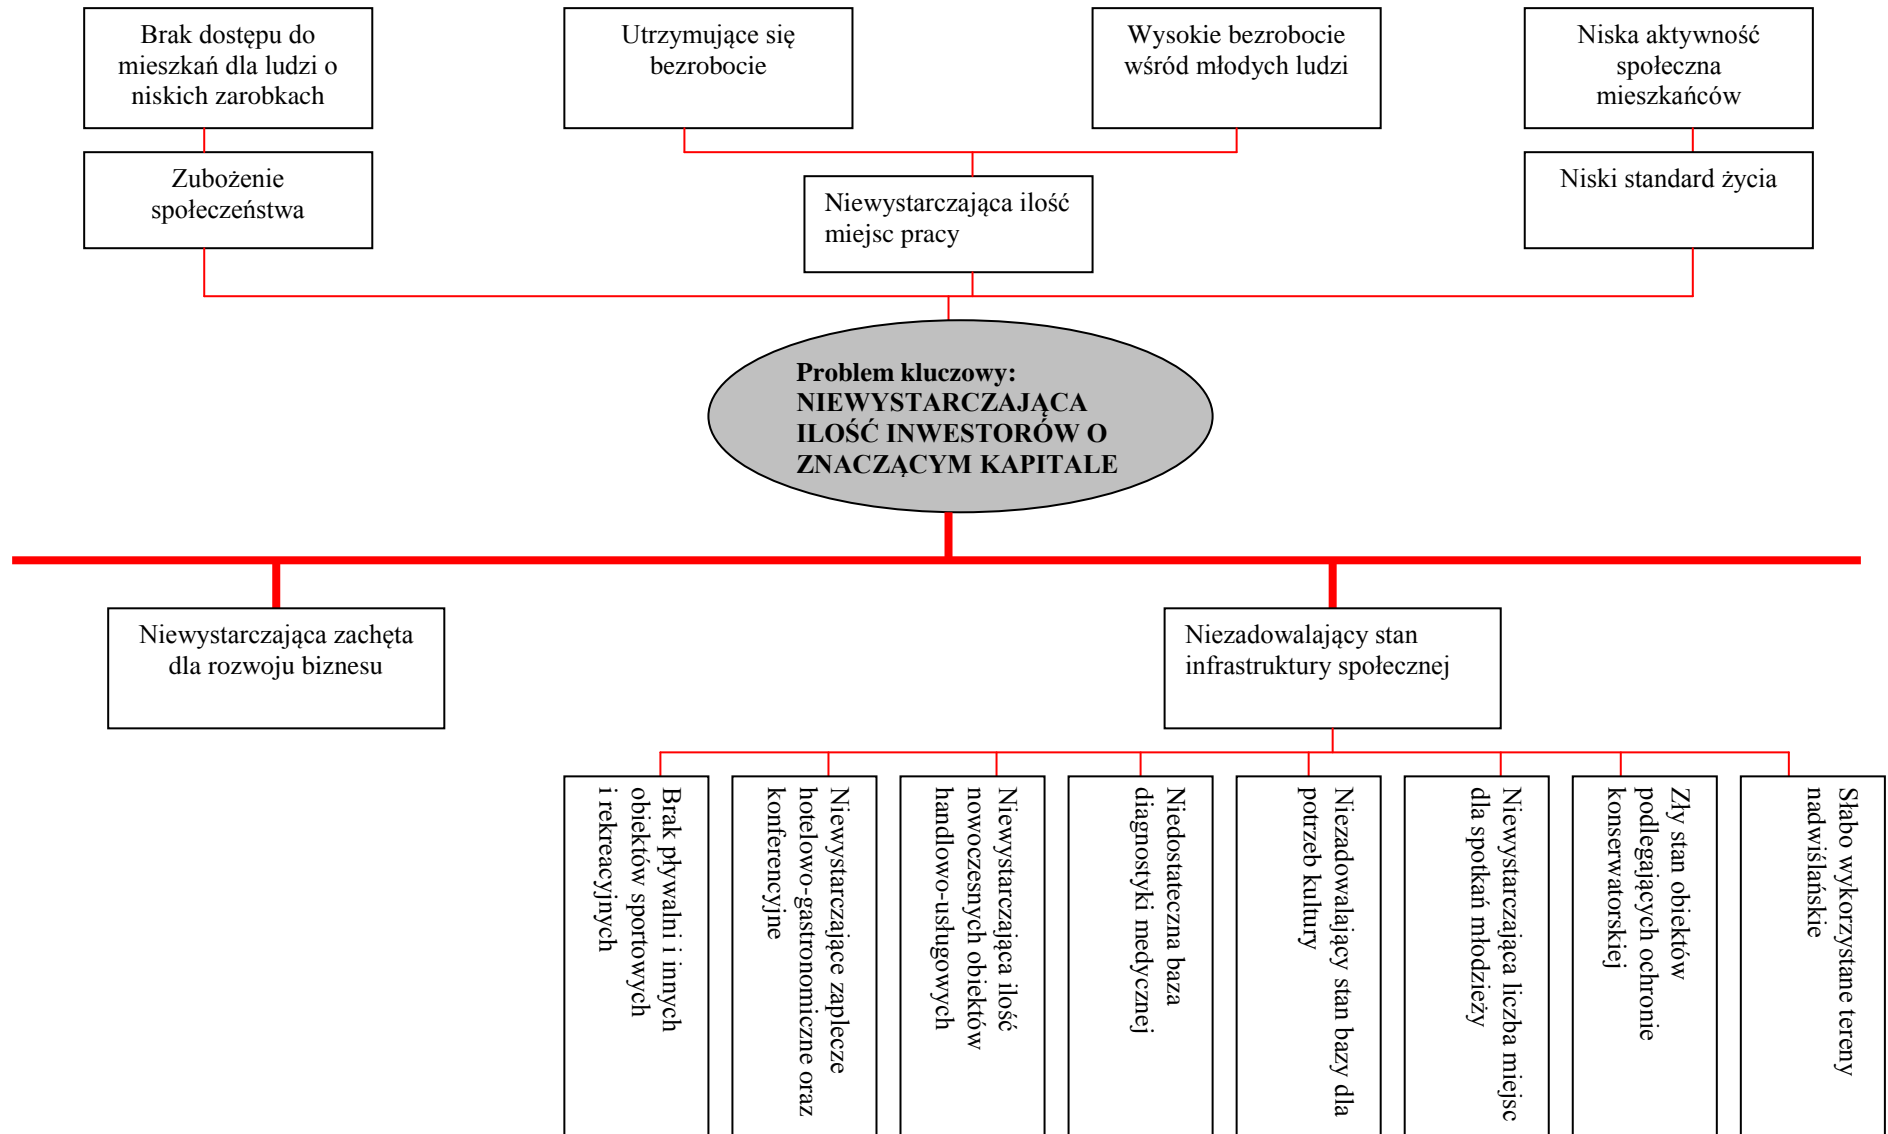 Brak dostępu do
mieszkań dla ludzi o
niskich zarobkach
Utrzymujące się
bezrobocie
Wysokie bezrobocie
wśród młodych ludzi
Niska aktywność
społeczna
mieszkańców
Zubożenie
społeczeństwa
Niewystarczająca ilość
miejsc pracy
Niski standard życia
Problem kluczowy:
NIEWYSTARCZAJĄCA
ILOŚĆ INWESTORÓW O
ZNACZĄCYM KAPITALE
Niewystarczająca zachęta
dla rozwoju biznesu
Niezadowalający stan
infrastruktury społecznej
Brak pływalni i innych
obiektów sportowych
i rekreacyjnych
Niewystarczające zaplecze
hotelowo-gastronomiczne oraz
konferencyjne
Niewystarczająca ilość
nowoczesnych obiektów
handlowo-usługowych
Niedostateczna baza
diagnostyki medycznej
Niezadowalający stan bazy dla
potrzeb kultury
Niewystarczająca liczba miejsc
dla spotkań młodzieży
Zły stan obiektów
podlegających ochronie
konserwatorskiej
Słabo wykorzystane tereny
nadwiślańskie